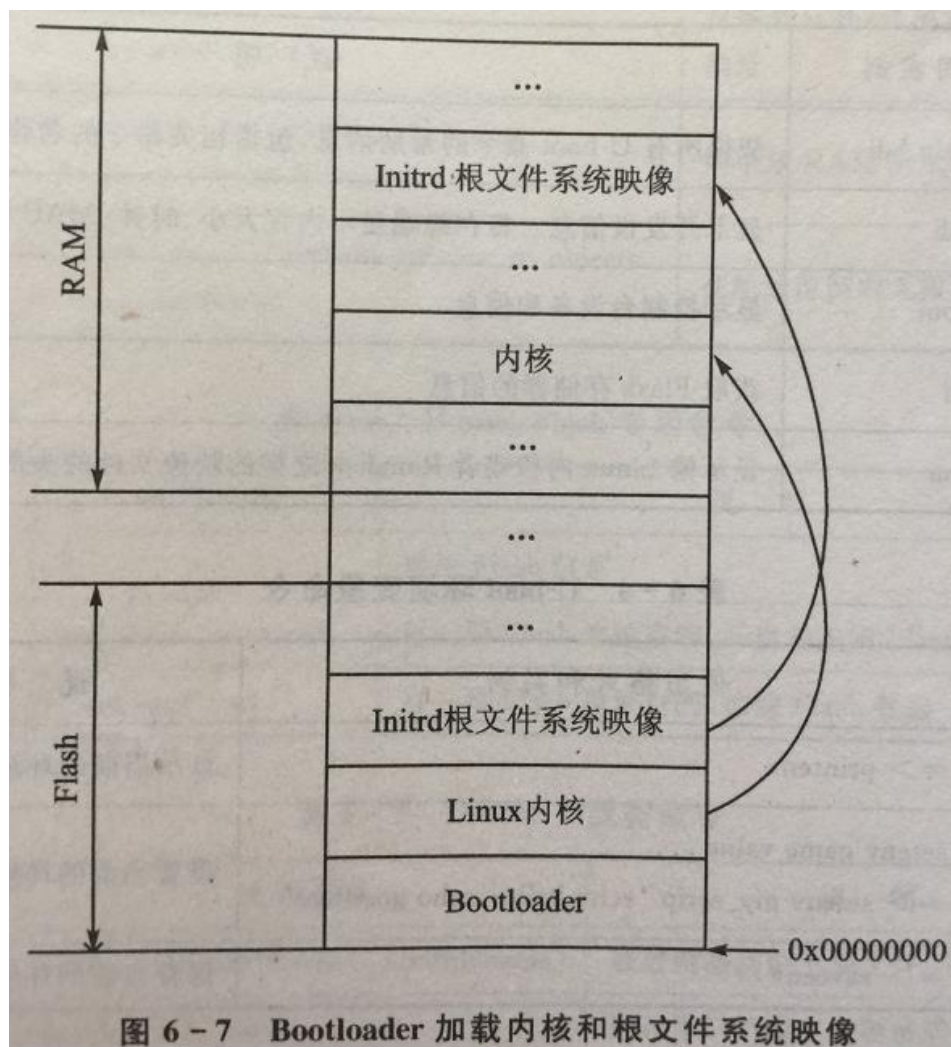 ...
Initrd 根文件系统映像
...
RAM
内核
...
...
...
Initrd根文件系统映像
Flash
Linux内核
Bootloader
0x00000000
图 6-7 Bootloader 加载内核和根文件系统映像